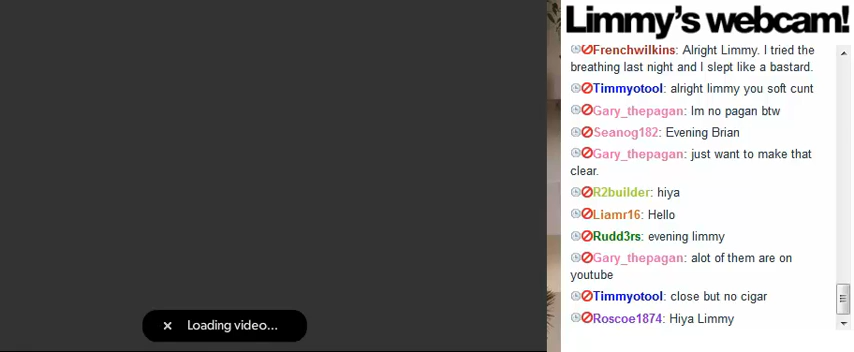 Limmy's webcam!
Frenchwilkins: Alright Limmy. I tried the
breathing last night and I slept like a bastard.
Timmyotool: alright limmy you soft cunt
Gary_thepagan: Im no pagan btw
Seanog182: Evening Brian
Gary_thepagan: just want to make that
clear.
R2builder: hiya
Liamr16: Hello
Rudd3rs: evening limmy
Gary_thepagan: alot of them are on
youtube
Timmyotool: close but no cigar
Roscoe1874: Hiya Limmy
× Loading video...